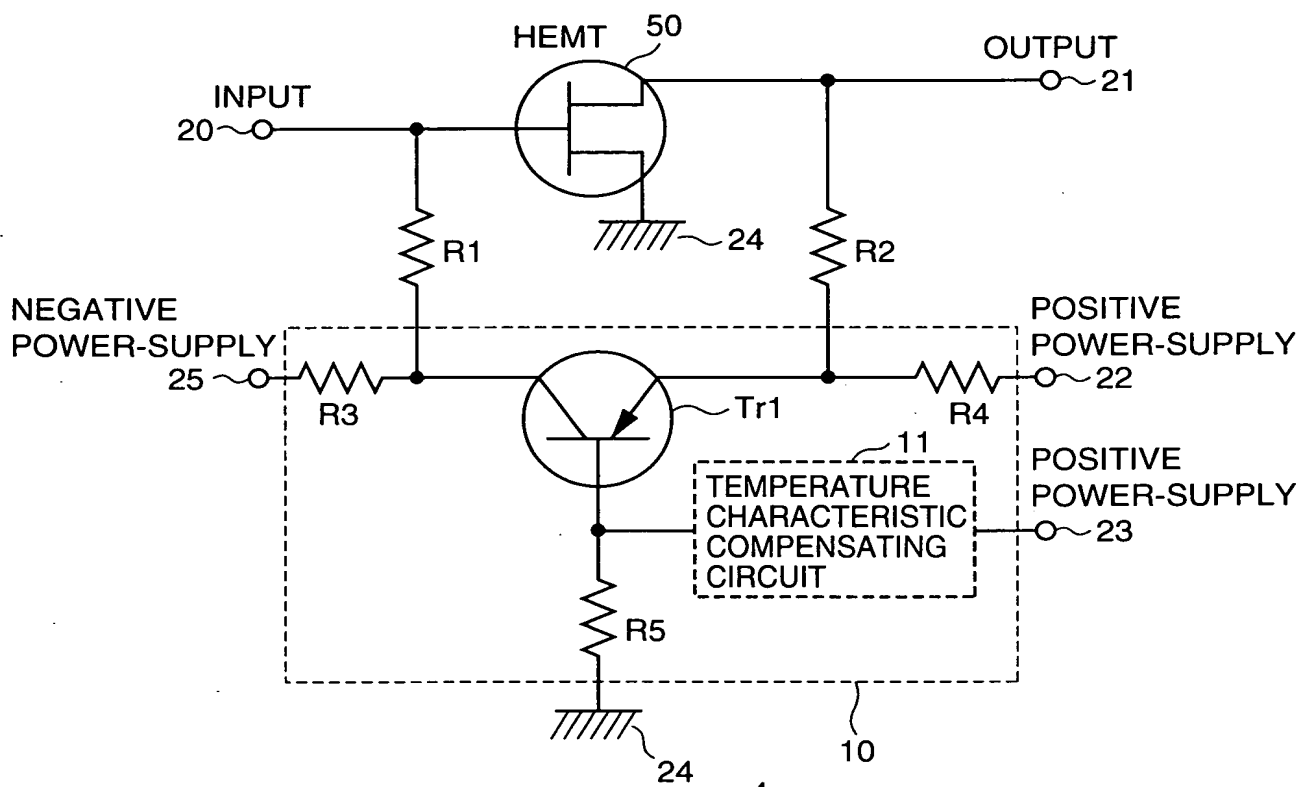 HEMT
50
OUTPUT
21
INPUT
20
24
R1
R2
NEGATIVE
POWER-SUPPLY
25
POSITIVE
POWER-SUPPLY
22
R3
R4
Tr1
11
POSITIVE
POWER-SUPPLY
23
TEMPERATURE
CHARACTERISTIC
COMPENSATING
CIRCUIT
R5
10
24